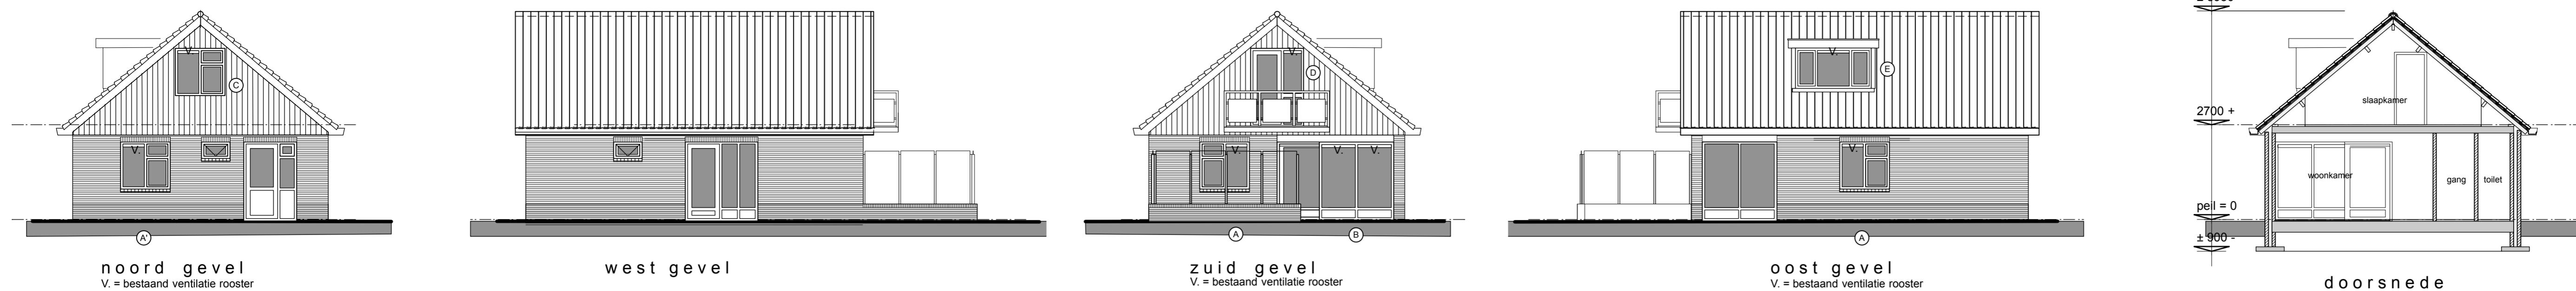 V.
C
V.
A'
noord gevel
V. = bestaand ventilatie rooster
west gevel
V.
D
V.
V.
V.
A
B
zuid gevel
V. = bestaand ventilatie rooster
V.
E
V.
A
oost gevel
V. = bestaand ventilatie rooster
2700 +
peil = 0
± 900 -
slaapkamer
woonkamer
gang
toilet
doorsnede